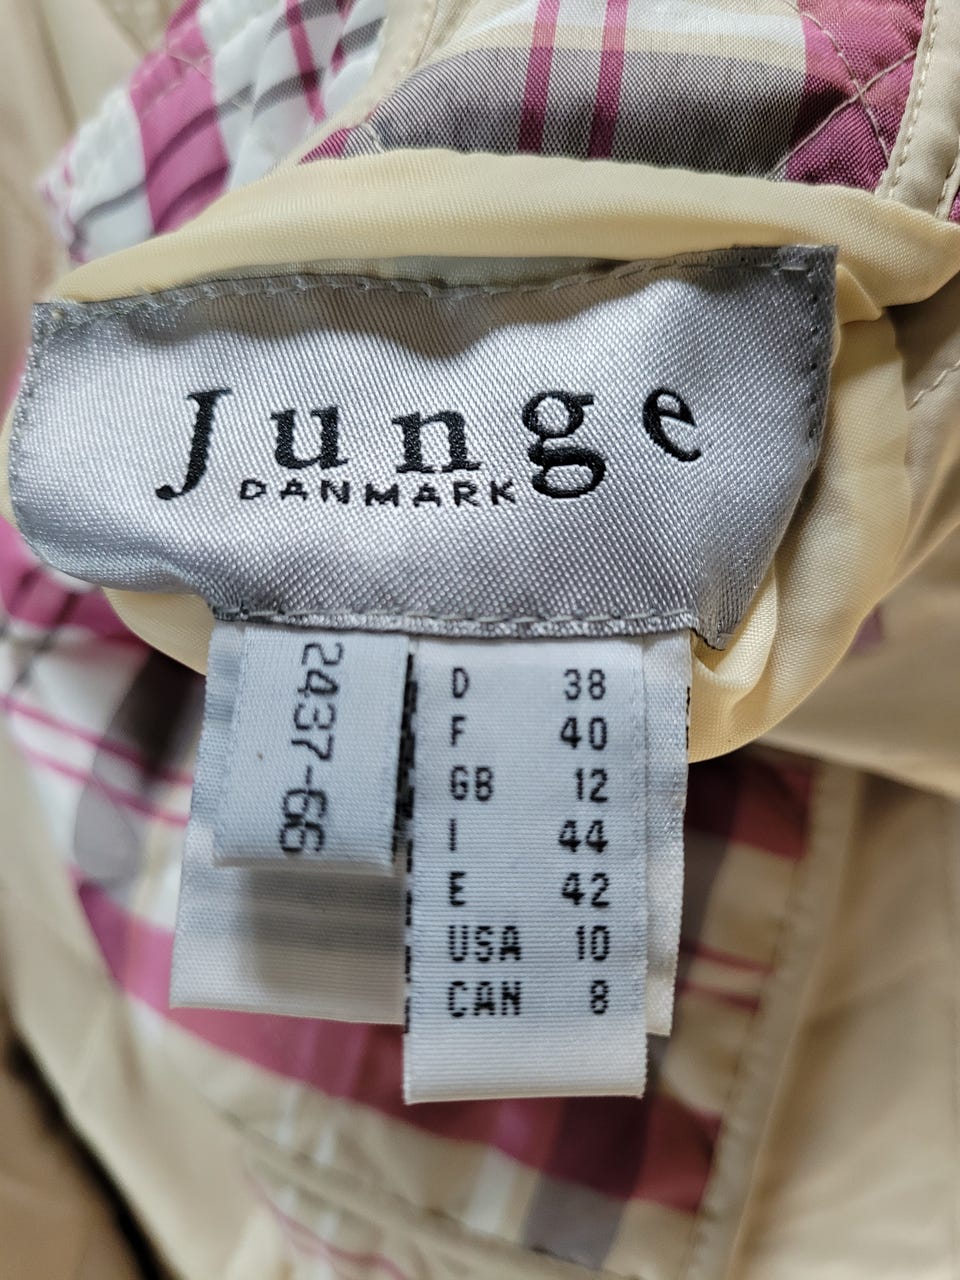 Junge
DANMARK
2437-66
D 38
F 40
GB 12
I 44
E 42
USA 10
CAN 8